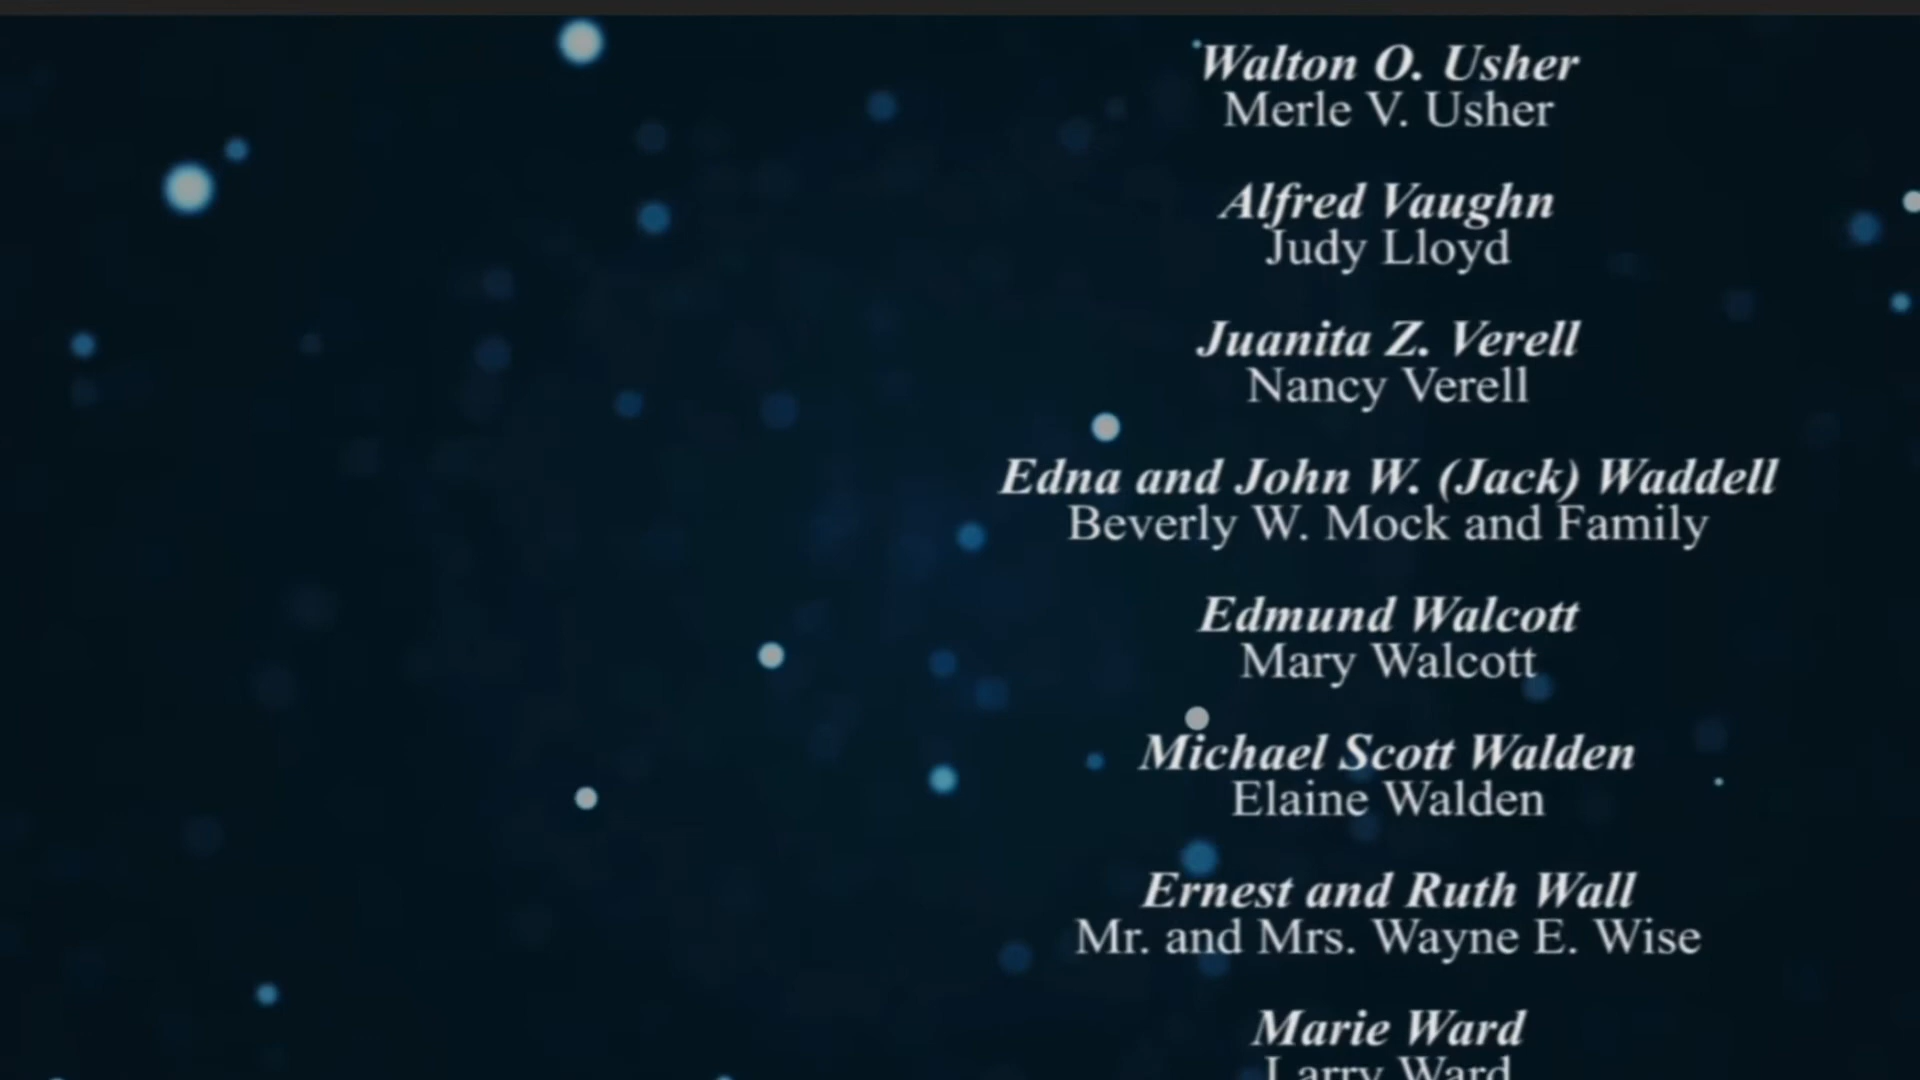 Walton O. Usher
Merle V. Usher
Alfred Vaughn
Judy Lloyd
Juanita Z. Verell
Nancy Verell
Edna and John W. (Jack) Waddell
Beverly W. Mock and Family
Edmund Walcott
Mary Walcott
Michael Scott Walden
Elaine Walden
Ernest and Ruth Wall
Mr. and Mrs. Wayne E. Wise
Marie Ward
Larry Ward